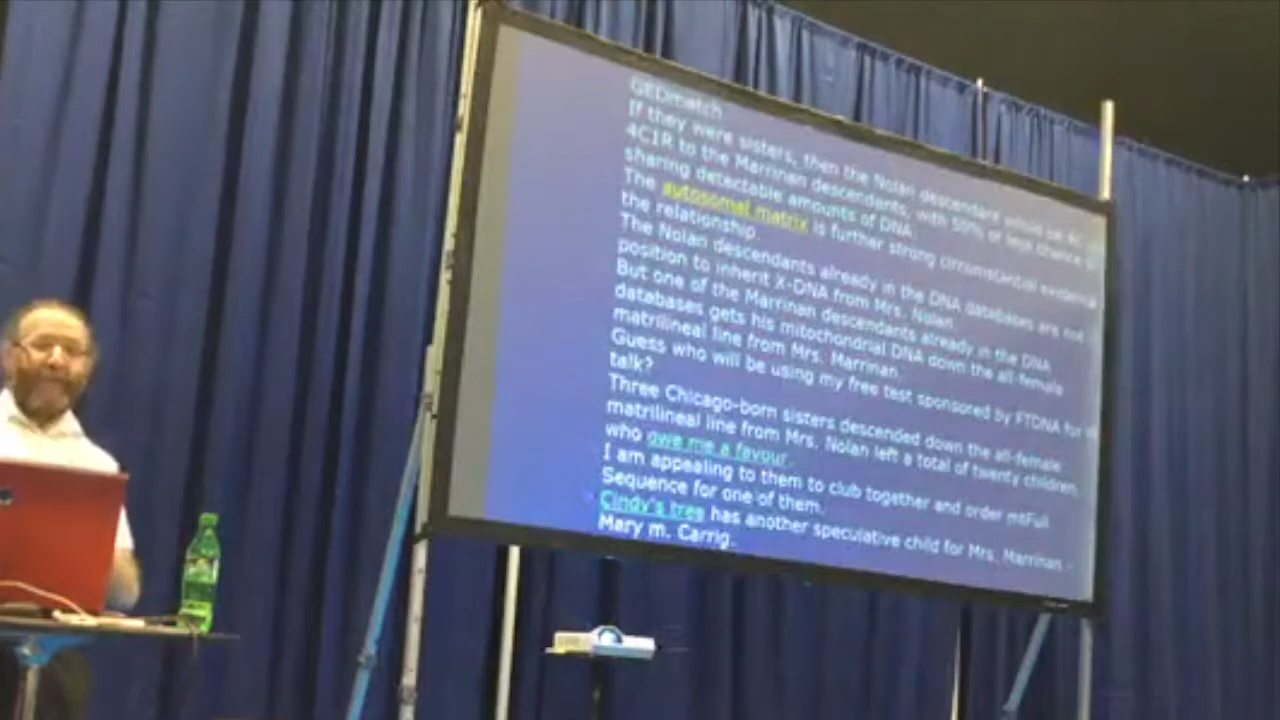 GEDmatch.
If they were sisters, then the Nolan descendant would be 4C
4C1R to the Marrinan descendants, with 50% or less chance
sharing detectable amounts of DNA.
The autosomal matrix is further strong circumstantial evidence
the relationship.
The Nolan descendants already in the DNA databases are not
position to inherit X-DNA from Mrs. Nolan.
But one of the Marrinan descendants already in the DNA
databases gets his mitochondrial DNA down the all-female
matrilineal line from Mrs. Marrinan.
Guess who will be using my free test sponsored by FTDNA for
talk?
Three Chicago-born sisters descended down the all-female
matrilineal line from Mrs. Nolan left a total of twenty children,
who owe me a favour.
I am appealing to them to club together and order mtFull
Sequence for one of them.
Cindy's tree has another speculative child for Mrs. Marrinan -
Mary m. Carrig.